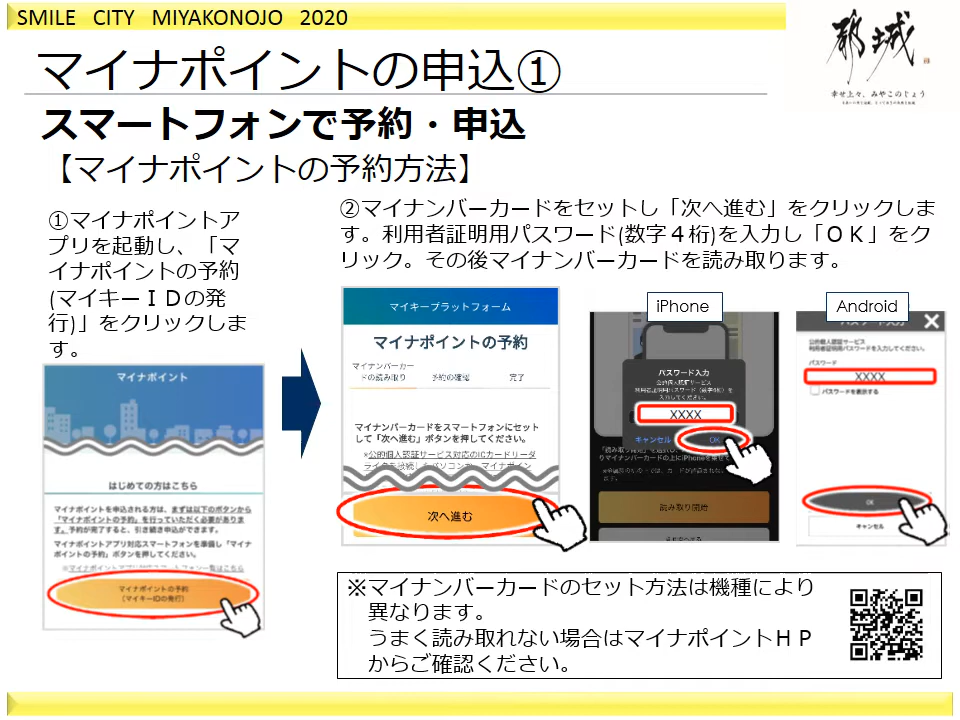 SMILE CITY MIYAKONOJO 2020
都城
幸せ上々、みやこのじょう
マイナポイントの申込①
スマートフォンで予約・申込
【マイナポイントの予約方法】
①マイナポイントア
プリを起動し、「マ
イナポイントの予約
(マイキーＩＤの発
行)」をクリックしま
す。
マイナポイント
はじめての方はこちら
マイナポイントを申込される方は、まずは以下のボタンから
「マイナポイントの予約」を行っていただく必要がありま
す。予約が完了すると、引き続き申込ができます。
マイナポイントアプリ対応スマートフォンを準備し「マイナ
ポイントの予約」ボタンを押してください。
マイナポイントの予約
(マイキーIDの発行)
②マイナンバーカードをセットし「次へ進む」をクリックしま
す。利用者証明用パスワード(数字４桁)を入力し「ＯＫ」をク
リック。その後マイナンバーカードを読み取ります。
マイキープラットフォーム
マイナポイントの予約
マイナンバーカー
ドの読み取り 予約の確認 完了
マイナンバーカードをスマートフォンにセット
して「次へ進む」ボタンを押してください。
※公的個人認証サービス対応のICカードリーダ
次へ進む
iPhone
パスワード入力
公的個人認証サービス
利用者証明用パスワード（数字4桁）を
入力してください。
XXXX
キャンセル OK
読み取り開始
Android
公的個人認証サービス
利用者証明用パスワードを入力してください。
パスワード
XXXX
パスワードを表示する
OK
キャンセル
※マイナンバーカードのセット方法は機種により
異なります。
うまく読み取れない場合はマイナポイントＨＰ
からご確認ください。